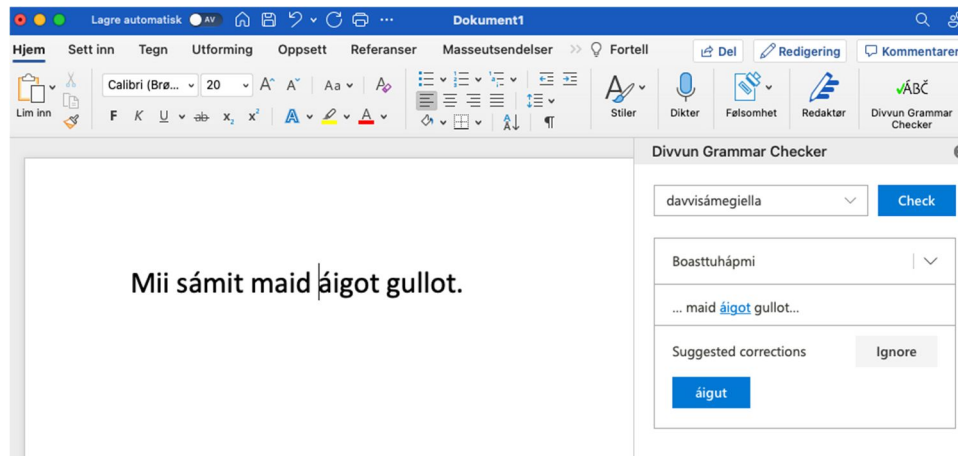 Lagre automatisk AV Dokument1
Hjem Sett inn Tegn Utforming Oppsett Referanser Masseutsendelser >> Fortell Del Redigering Kommentarer
Lim inn Calibri (Brø... 20 A A Aa A
F K U ab x₂ x² A A A Stiler Dikter Følsomhet Redaktør ÁBČ Divvun Grammar Checker
Divvun Grammar Checker
davvisámegiella Check
Mii sámit maid áigot gullot.
Boasttuhápmi
... maid áigot gullot...
Suggested corrections Ignore
áigut